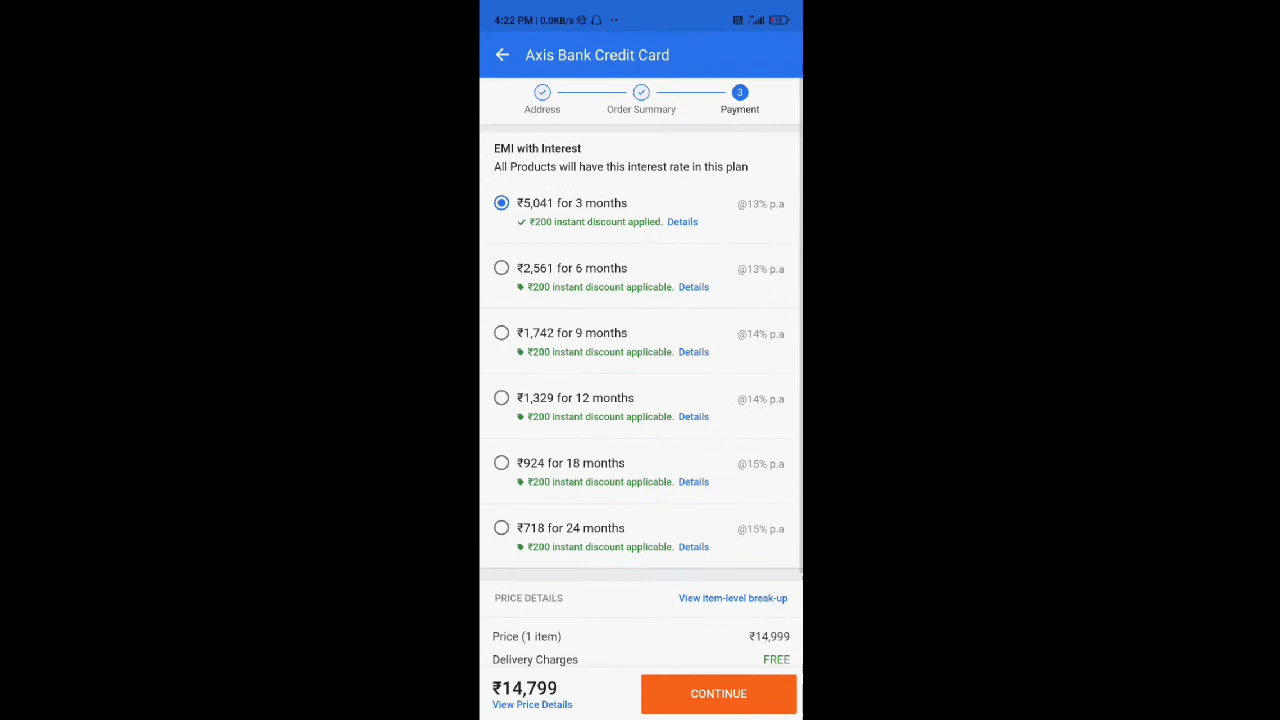 4:22 PM | 0.0KB/s
18
Axis Bank Credit Card
3
Address Order Summary Payment
EMI with Interest
All Products will have this interest rate in this plan
₹5,041 for 3 months @13% p.a
₹200 instant discount applied. Details
₹2,561 for 6 months @13% p.a
₹200 instant discount applicable. Details
₹1,742 for 9 months @14% p.a
₹200 instant discount applicable. Details
₹1,329 for 12 months @14% p.a
₹200 instant discount applicable. Details
₹924 for 18 months @15% p.a
₹200 instant discount applicable. Details
₹718 for 24 months @15% p.a
₹200 instant discount applicable. Details
PRICE DETAILS View item-level break-up
Price (1 item) ₹14,999
Delivery Charges FREE
₹14,799 CONTINUE
View Price Details